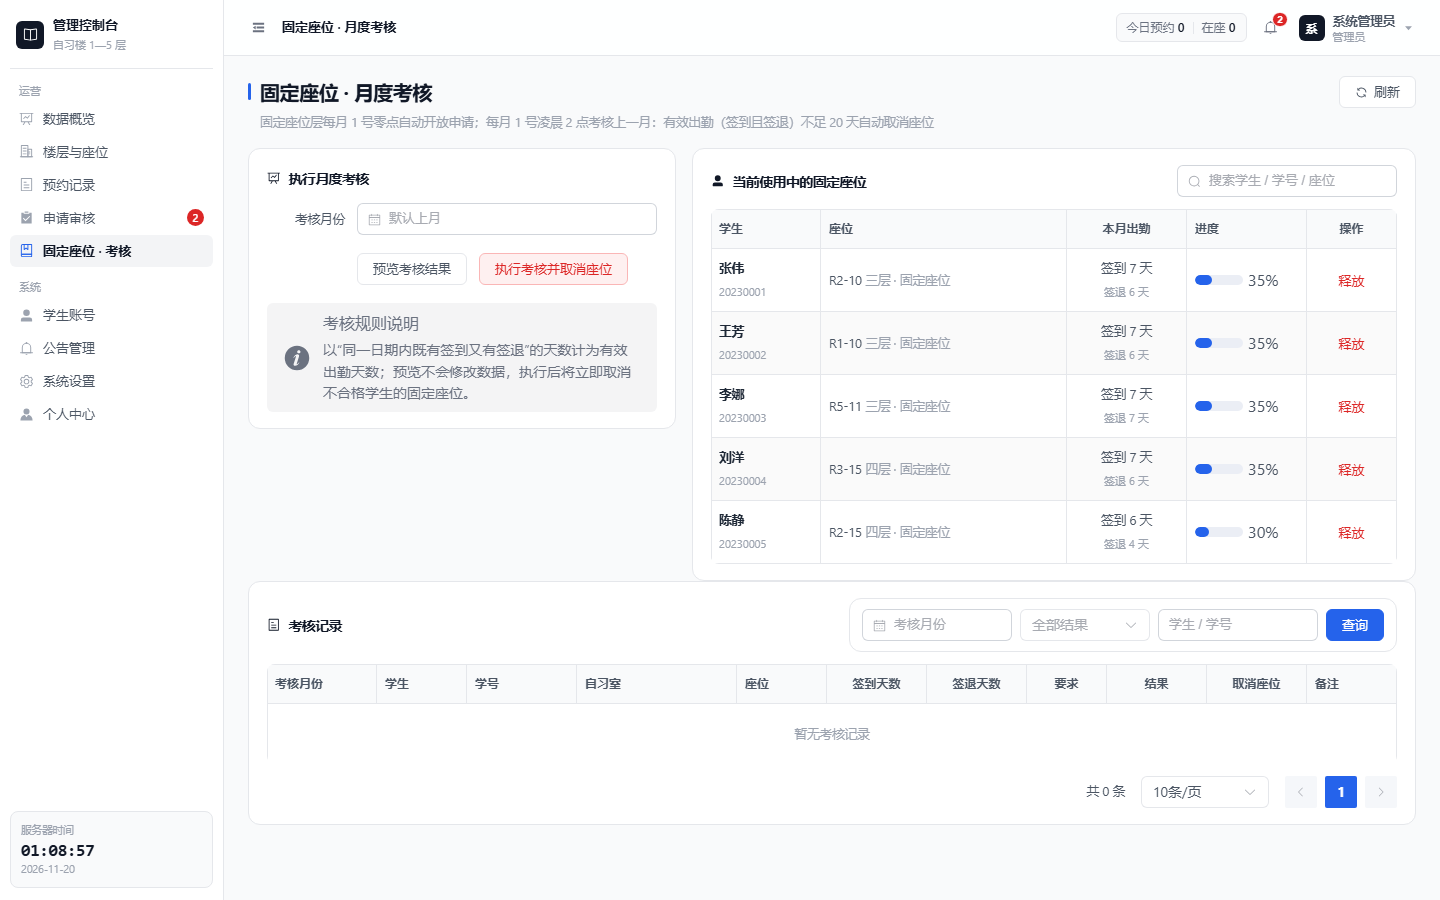 管理控制台
自习楼 1—5 层
运营
数据概览
楼层与座位
预约记录
申请审核
2
固定座位 · 考核
系统
学生账号
公告管理
系统设置
个人中心
服务器时间
01:08:57
2026-11-20
固定座位 · 月度考核
今日预约 0
在座 0
2
系
系统管理员
管理员
固定座位 · 月度考核
刷新
固定座位层每月 1 号零点自动开放申请；每月 1 号凌晨 2 点考核上一月：有效出勤（签到且签退）不足 20 天自动取消座位
执行月度考核
考核月份
默认上月
预览考核结果
执行考核并取消座位
考核规则说明
以“同一日期内既有签到又有签退”的天数计为有效
出勤天数；预览不会修改数据，执行后将立即取消
不合格学生的固定座位。
当前使用中的固定座位
搜索学生 / 学号 / 座位
学生 座位 本月出勤 进度 操作
张伟
20230001
R2-10 三层 · 固定座位
签到 7 天
签退 6 天
35%
释放
王芳
20230002
R1-10 三层 · 固定座位
签到 7 天
签退 6 天
35%
释放
李娜
20230003
R5-11 三层 · 固定座位
签到 7 天
签退 7 天
35%
释放
刘洋
20230004
R3-15 四层 · 固定座位
签到 7 天
签退 6 天
35%
释放
陈静
20230005
R2-15 四层 · 固定座位
签到 6 天
签退 4 天
30%
释放
考核记录
考核月份
全部结果
学生 / 学号
查询
考核月份 学生 学号 自习室 座位 签到天数 签退天数 要求 结果 取消座位 备注
暂无考核记录
共 0 条
10条/页
1